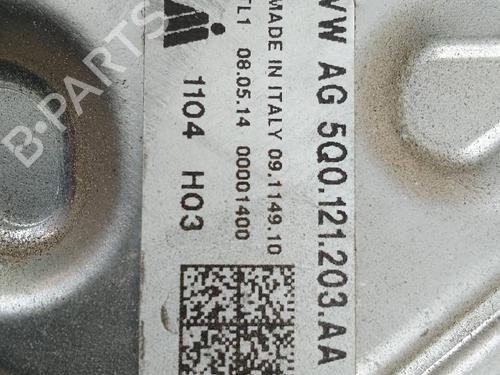 VW AG 5Q0.121.203.AA
MADE IN ITALY 09.1149.10
TL1 08.05.14 00001400
1104 H03
B-PARTS